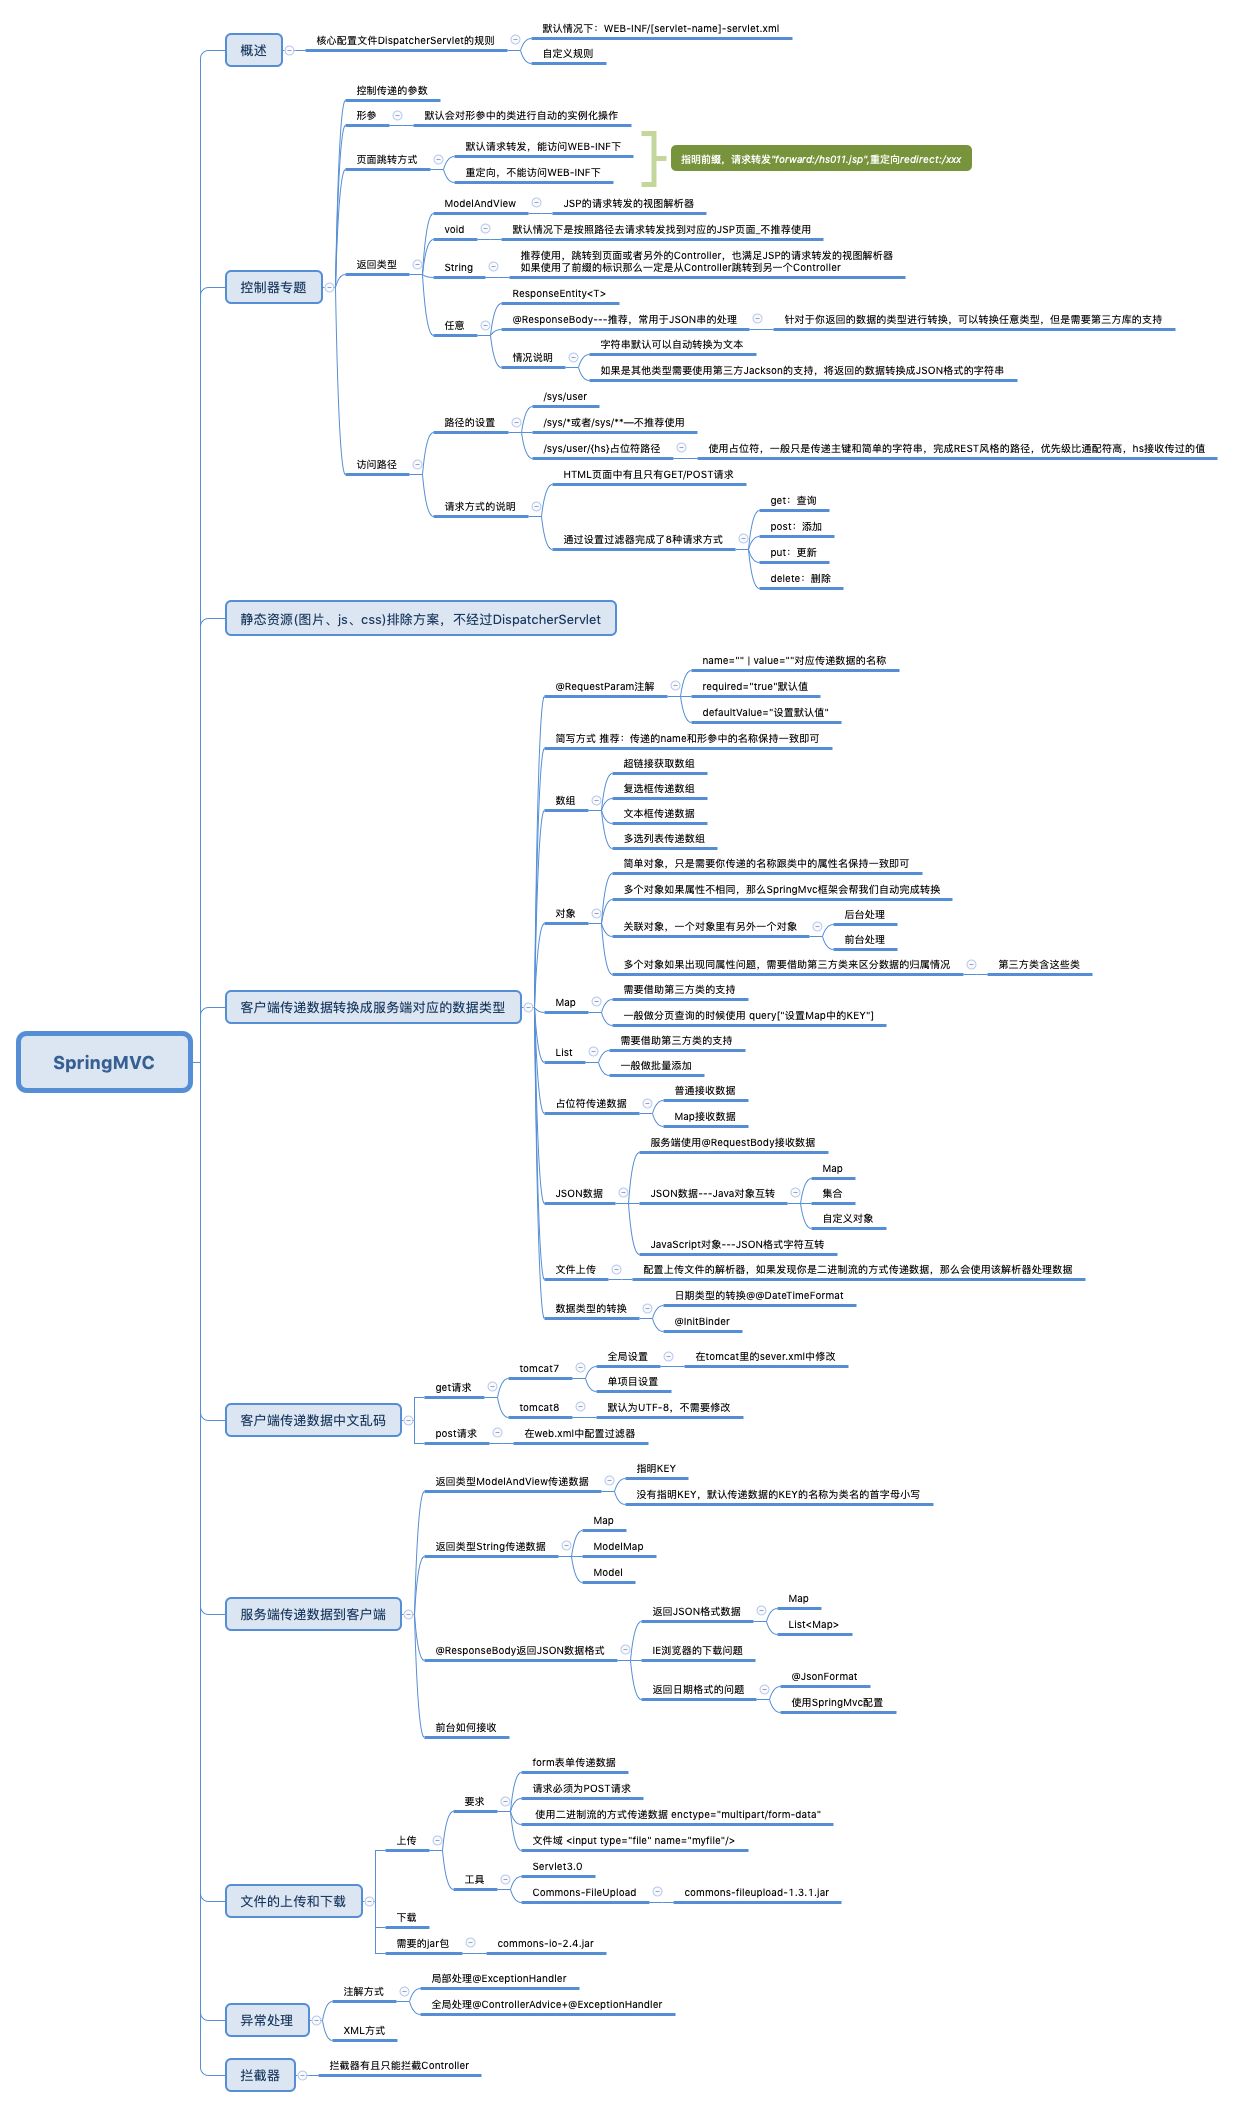 SpringMVC
概述
核心配置文件DispatcherServlet的规则
默认情况下：WEB-INF/[servlet-name]-servlet.xml
自定义规则
控制器专题
控制传递的参数
形参
默认会对形参中的类进行自动的实例化操作
页面跳转方式
默认请求转发，能访问WEB-INF下
重定向，不能访问WEB-INF下
指明前缀，请求转发"forward:/hs011.jsp",重定向redirect:/xxx
返回类型
ModelAndView
JSP的请求转发的视图解析器
void
默认情况下是按照路径去请求转发找到对应的JSP页面_不推荐使用
String
推荐使用，跳转到页面或者另外的Controller，也满足JSP的请求转发的视图解析器
如果使用了前缀的标识那么一定是从Controller跳转到另一个Controller
任意
ResponseEntity<T>
@ResponseBody---推荐，常用于JSON串的处理
针对于你返回的数据的类型进行转换，可以转换任意类型，但是需要第三方库的支持
情况说明
字符串默认可以自动转换为文本
如果是其他类型需要使用第三方Jackson的支持，将返回的数据转换成JSON格式的字符串
访问路径
路径的设置
/sys/user
/sys/*或者/sys/**—不推荐使用
/sys/user/{hs}占位符路径
使用占位符，一般只是传递主键和简单的字符串，完成REST风格的路径，优先级比通配符高，hs接收传过的值
请求方式的说明
HTML页面中有且只有GET/POST请求
通过设置过滤器完成了8种请求方式
get：查询
post：添加
put：更新
delete：删除
静态资源(图片、js、css)排除方案，不经过DispatcherServlet
客户端传递数据转换成服务端对应的数据类型
@RequestParam注解
name="" | value=""对应传递数据的名称
required="true"默认值
defaultValue="设置默认值"
简写方式 推荐：传递的name和形参中的名称保持一致即可
数组
超链接获取数组
复选框传递数组
文本框传递数据
多选列表传递数组
对象
简单对象，只是需要你传递的名称跟类中的属性名保持一致即可
多个对象如果属性不相同，那么SpringMvc框架会帮我们自动完成转换
关联对象，一个对象里有另外一个对象
后台处理
前台处理
多个对象如果出现同属性问题，需要借助第三方类来区分数据的归属情况
第三方类含这些类
Map
需要借助第三方类的支持
一般做分页查询的时候使用 query["设置Map中的KEY"]
List
需要借助第三方类的支持
一般做批量添加
占位符传递数据
普通接收数据
Map接收数据
JSON数据
服务端使用@RequestBody接收数据
JSON数据---Java对象互转
Map
集合
自定义对象
JavaScript对象---JSON格式字符互转
文件上传
配置上传文件的解析器，如果发现你是二进制流的方式传递数据，那么会使用该解析器处理数据
数据类型的转换
日期类型的转换@@DateTimeFormat
@InitBinder
客户端传递数据中文乱码
get请求
tomcat7
全局设置
在tomcat里的sever.xml中修改
单项目设置
tomcat8
默认为UTF-8，不需要修改
post请求
在web.xml中配置过滤器
服务端传递数据到客户端
返回类型ModelAndView传递数据
指明KEY
没有指明KEY，默认传递数据的KEY的名称为类名的首字母小写
返回类型String传递数据
Map
ModelMap
Model
@ResponseBody返回JSON数据格式
返回JSON格式数据
Map
List<Map>
IE浏览器的下载问题
返回日期格式的问题
@JsonFormat
使用SpringMvc配置
前台如何接收
文件的上传和下载
上传
要求
form表单传递数据
请求必须为POST请求
使用二进制流的方式传递数据 enctype="multipart/form-data"
文件域 <input type="file" name="myfile"/>
工具
Servlet3.0
Commons-FileUpload
commons-fileupload-1.3.1.jar
下载
需要的jar包
commons-io-2.4.jar
异常处理
注解方式
局部处理@ExceptionHandler
全局处理@ControllerAdvice+@ExceptionHandler
XML方式
拦截器
拦截器有且只能拦截Controller